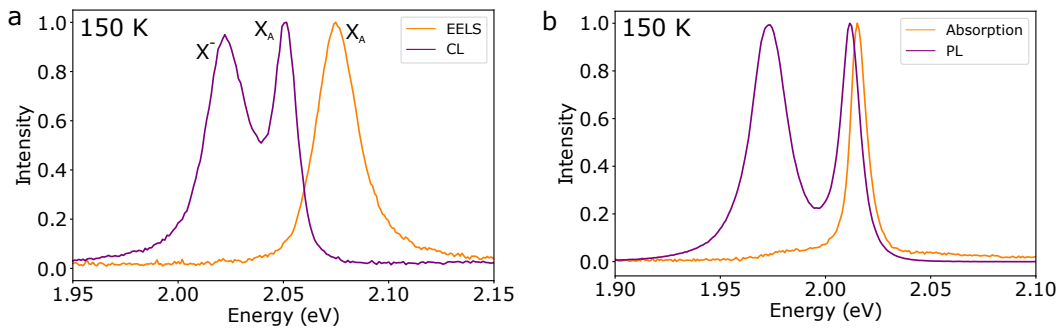 a
150 K
X⁻
X_A
X_A
EELS
CL
Intensity
1.0
0.8
0.6
0.4
0.2
0.0
1.95
2.00
2.05
2.10
2.15
Energy (eV)
b
150 K
Absorption
PL
Intensity
1.0
0.8
0.6
0.4
0.2
0.0
1.90
1.95
2.00
2.05
2.10
Energy (eV)